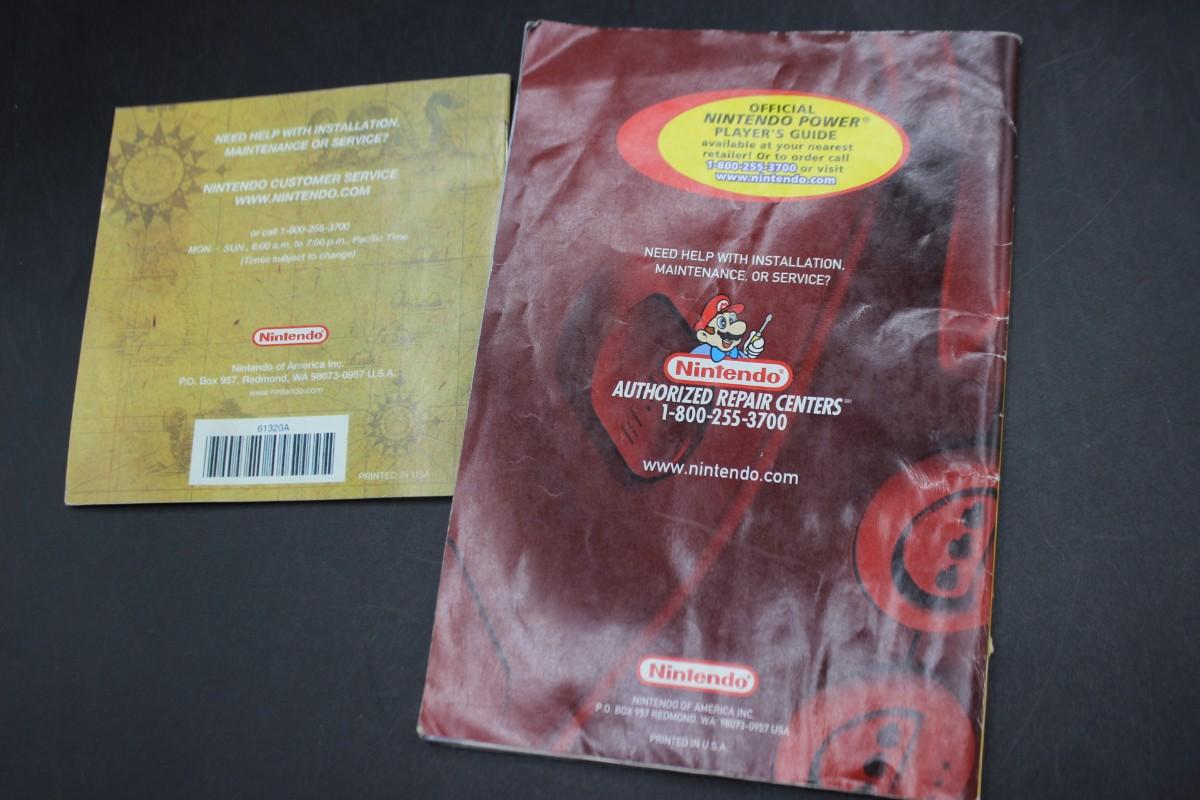 NEED HELP WITH INSTALLATION,
MAINTENANCE OR SERVICE?
NINTENDO CUSTOMER SERVICE
WWW.NINTENDO.COM
or call 1-800-255-3700
MON. - SUN., 6:00 a.m. to 7:00 p.m., Pacific Time
(Times subject to change)
Nintendo®
Nintendo of America Inc.
P.O. Box 957, Redmond, WA 98073-0957 U.S.A.
www.nintendo.com
61320A
PRINTED IN USA
OFFICIAL
NINTENDO POWER®
PLAYER'S GUIDE
available at your nearest
retailer! Or to order call
1-800-255-3700 or visit
www.nintendo.com
NEED HELP WITH INSTALLATION,
MAINTENANCE, OR SERVICE?
M
Nintendo®
AUTHORIZED REPAIR CENTERS℠
1-800-255-3700
www.nintendo.com
Nintendo®
NINTENDO OF AMERICA INC.
P.O. BOX 957 REDMOND, WA 98073-0957 USA
PRINTED IN U.S.A.